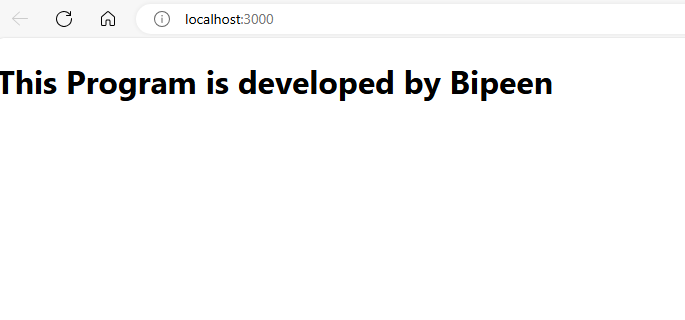 localhost:3000
This Program is developed by Bipeen